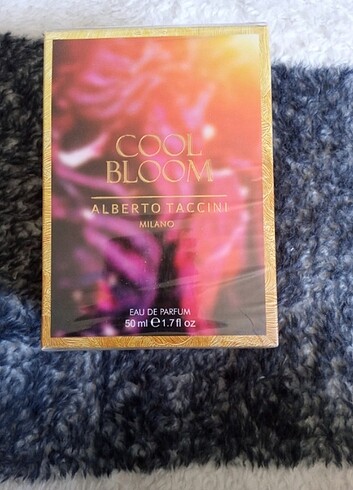 COOL
BLOOM
ALBERTO TACCINI
MILANO
EAU DE PARFUM
50 ml ℮ 1.7 fl oz